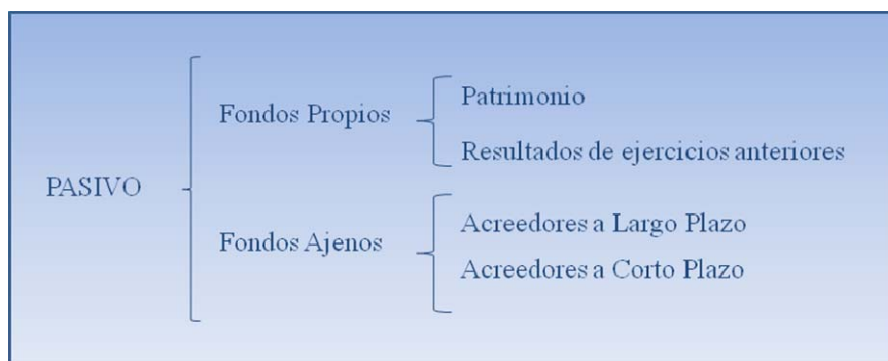 PASIVO
Fondos Propios
Patrimonio
Resultados de ejercicios anteriores
Fondos Ajenos
Acreedores a Largo Plazo
Acreedores a Corto Plazo